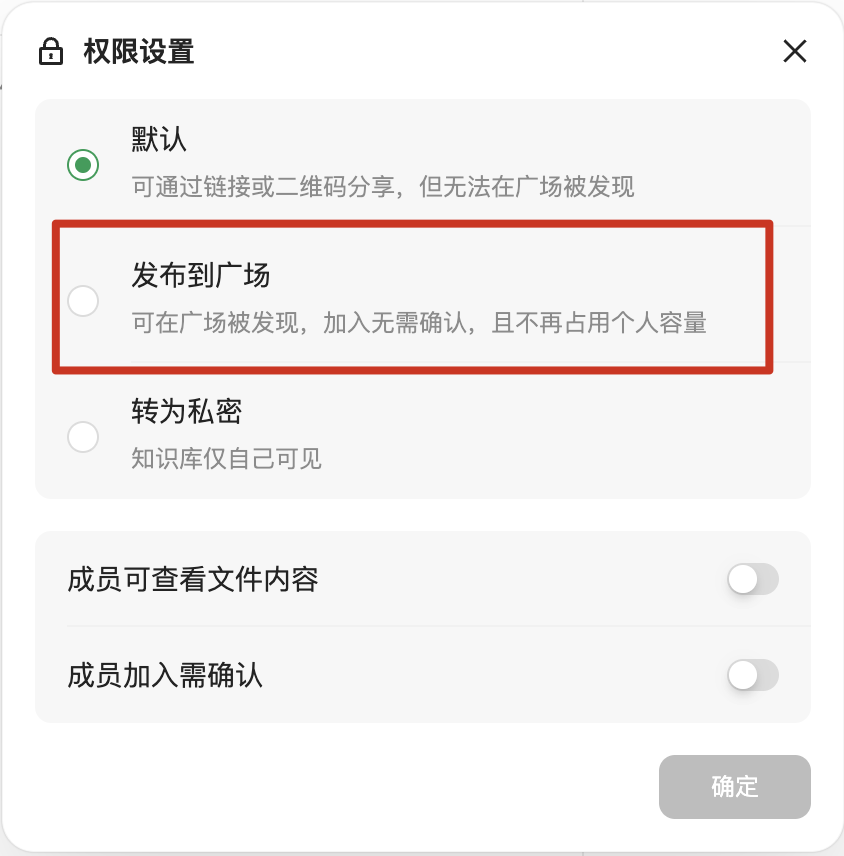 权限设置
默认
可通过链接或二维码分享，但无法在广场被发现
发布到广场
可在广场被发现，加入无需确认，且不再占用个人容量
转为私密
知识库仅自己可见
成员可查看文件内容
成员加入需确认
确定